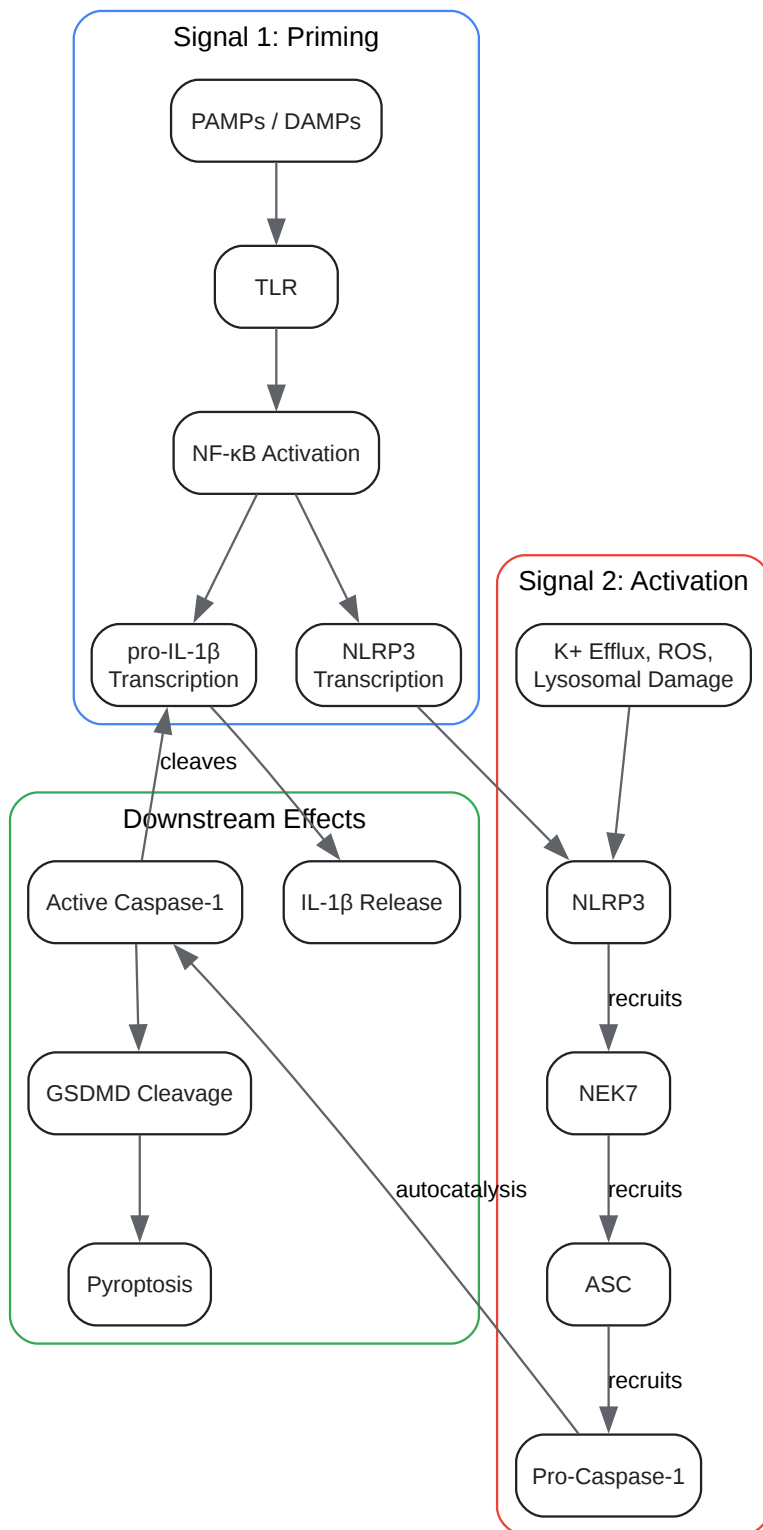 Signal 1: Priming
PAMPs / DAMPs
TLR
NF-κB Activation
pro-IL-1β
Transcription
NLRP3
Transcription
Signal 2: Activation
K+ Efflux, ROS,
Lysosomal Damage
cleaves
Downstream Effects
Active Caspase-1
IL-1β Release
NLRP3
recruits
GSDMD Cleavage
NEK7
autocatalysis
recruits
Pyroptosis
ASC
recruits
Pro-Caspase-1